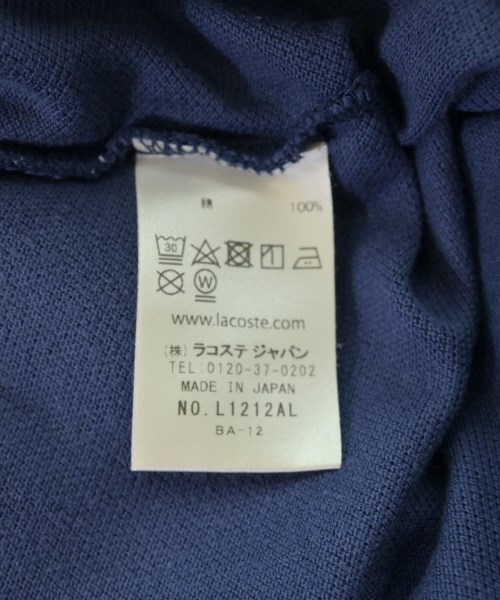 綿 100%
30
W
www.lacoste.com
(株) ラコステ ジャパン
TEL:0120-37-0202
MADE IN JAPAN
NO. L1212AL
BA-12